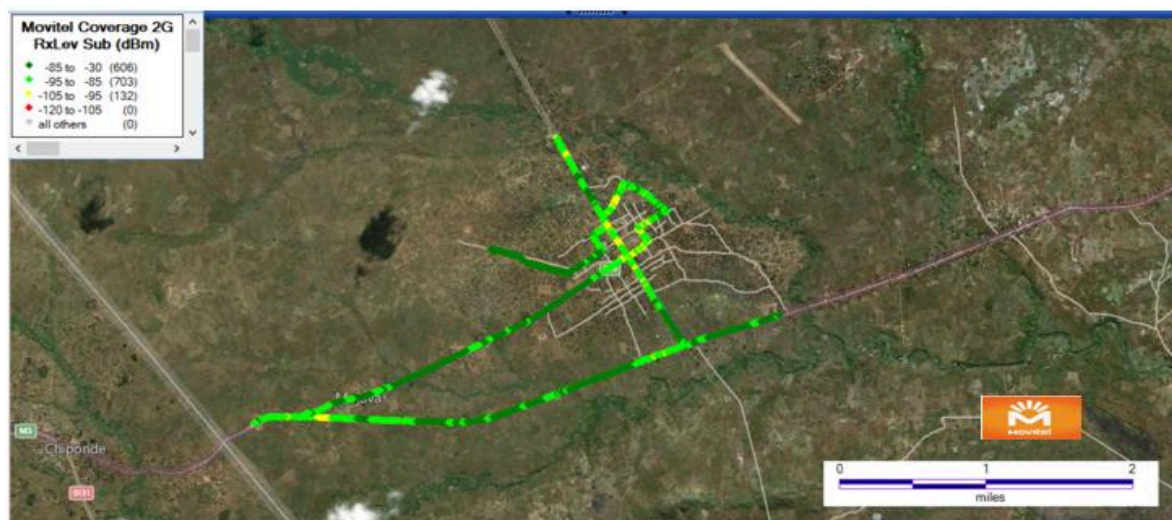 Movitel Coverage 2G
RxLev Sub (dBm)
-85 to -30 (606)
-95 to -85 (703)
-105 to -95 (132)
-120 to -105 (0)
all others (0)
M3
Chiponde
S131
MOVITEL
0 1 2
miles